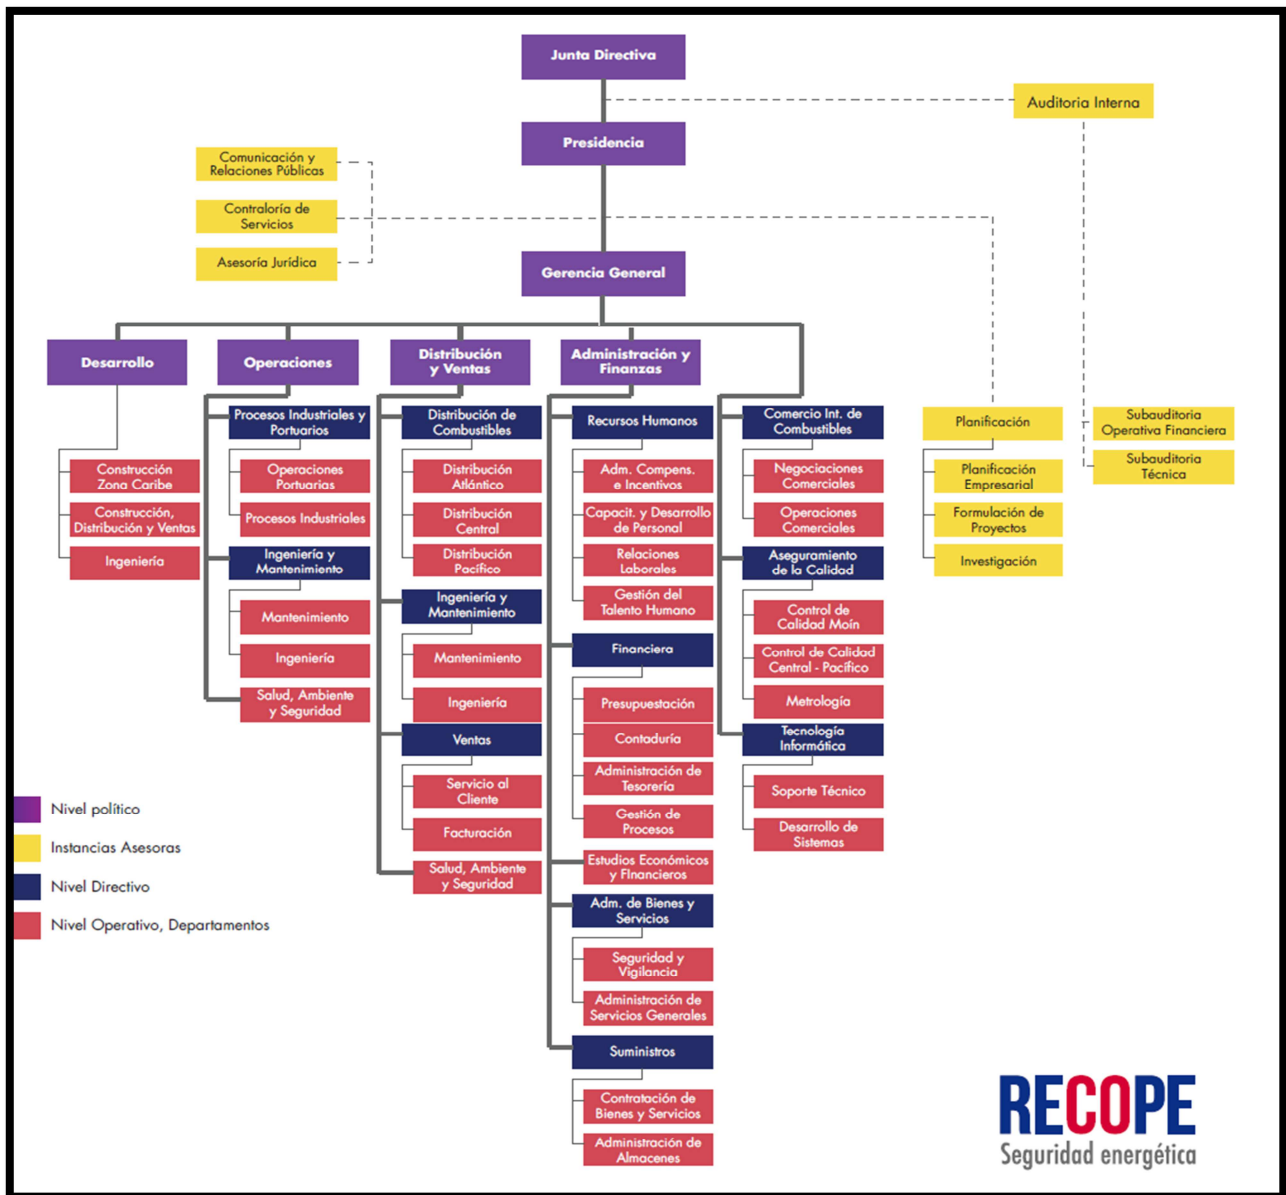 Junta Directiva
Auditoria Interna
Presidencia
Comunicación y
Relaciones Públicas
Contraloría de
Servicios
Asesoría Jurídica
Gerencia General
Desarrollo
Operaciones
Distribución
y Ventas
Administración y
Finanzas
Construcción
Zona Caribe
Construcción,
Distribución y Ventas
Ingeniería
Procesos Industriales y
Portuarios
Operaciones
Portuarias
Procesos Industriales
Ingeniería y
Mantenimiento
Mantenimiento
Ingeniería
Salud, Ambiente
y Seguridad
Distribución de
Combustibles
Distribución
Atlántico
Distribución
Central
Distribución
Pacífico
Ingeniería y
Mantenimiento
Mantenimiento
Ingeniería
Ventas
Servicio al
Cliente
Facturación
Salud, Ambiente
y Seguridad
Recursos Humanos
Adm. Compens.
e Incentivos
Capacit. y Desarrollo
de Personal
Relaciones
Laborales
Gestión del
Talento Humano
Financiera
Presupuestación
Contaduría
Administración de
Tesorería
Gestión de
Procesos
Estudios Económicos
y FInancieros
Adm. de Bienes y
Servicios
Seguridad y
Vigilancia
Administración de
Servicios Generales
Suministros
Contratación de
Bienes y Servicios
Administración de
Almacenes
Comercio Int. de
Combustibles
Negociaciones
Comerciales
Operaciones
Comerciales
Aseguramiento
de la Calidad
Control de
Calidad Moín
Control de Calidad
Central - Pacífico
Metrología
Tecnología
Informática
Soporte Técnico
Desarrollo de
Sistemas
Planificación
Planificación
Empresarial
Formulación de
Proyectos
Investigación
Subauditoria
Operativa Financiera
Subauditoria
Técnica
Nivel político
Instancias Asesoras
Nivel Directivo
Nivel Operativo, Departamentos
RECOPE
Seguridad energética